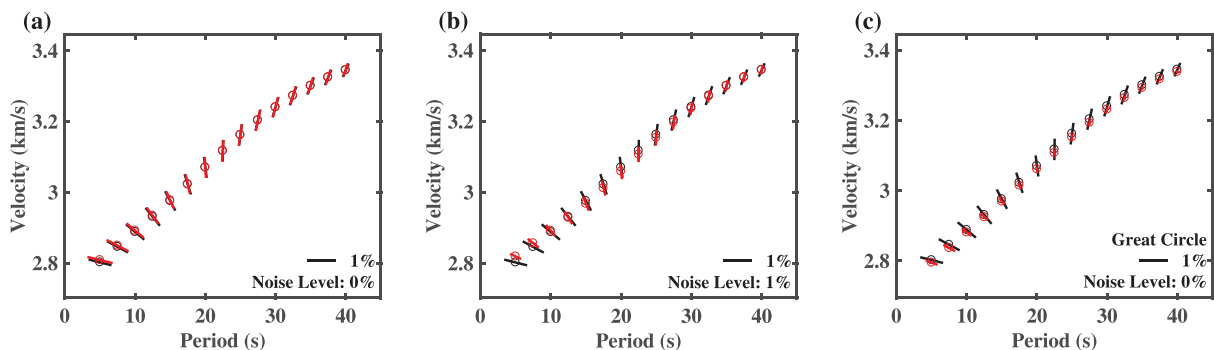 (a)
Velocity (km/s)
3.4
3.2
3
2.8
1%
Noise Level: 0%
0 10 20 30 40
Period (s)
(b)
Velocity (km/s)
3.4
3.2
3
2.8
1%
Noise Level: 1%
0 10 20 30 40
Period (s)
(c)
Velocity (km/s)
3.4
3.2
3
2.8
Great Circle
1%
Noise Level: 0%
0 10 20 30 40
Period (s)